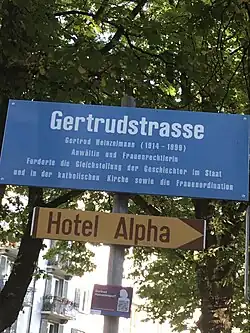 Gertrudstrasse
Gertrud Heinzelmann (1914 - 1999)
Anwältin und Frauenrechtlerin
Forderte die Gleichstellung der Geschlechter im Staat
und in der katholischen Kirche sowie die Frauenordination
Hotel Alpha